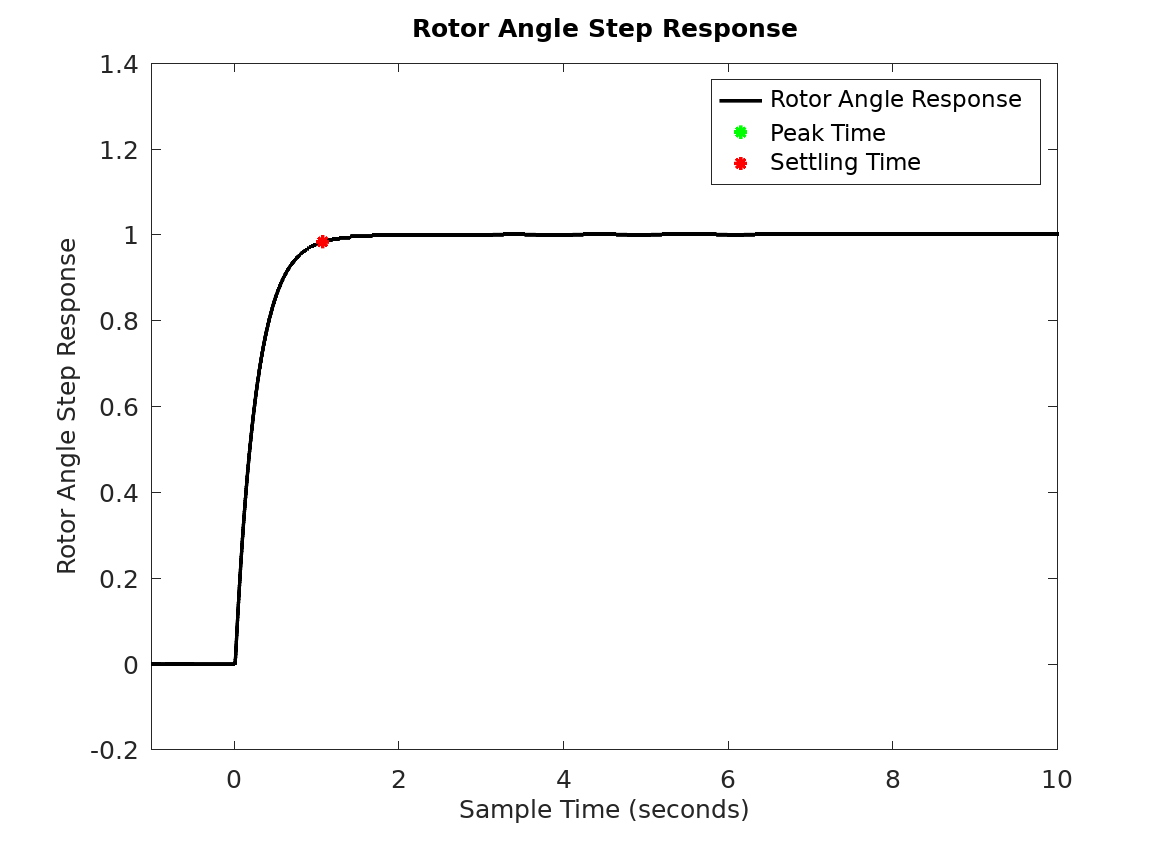 Rotor Angle Step Response
1.4
1.2
1
0.8
0.6
0.4
0.2
0
-0.2
Rotor Angle Step Response
Rotor Angle Response
Peak Time
Settling Time
0 2 4 6 8 10
Sample Time (seconds)